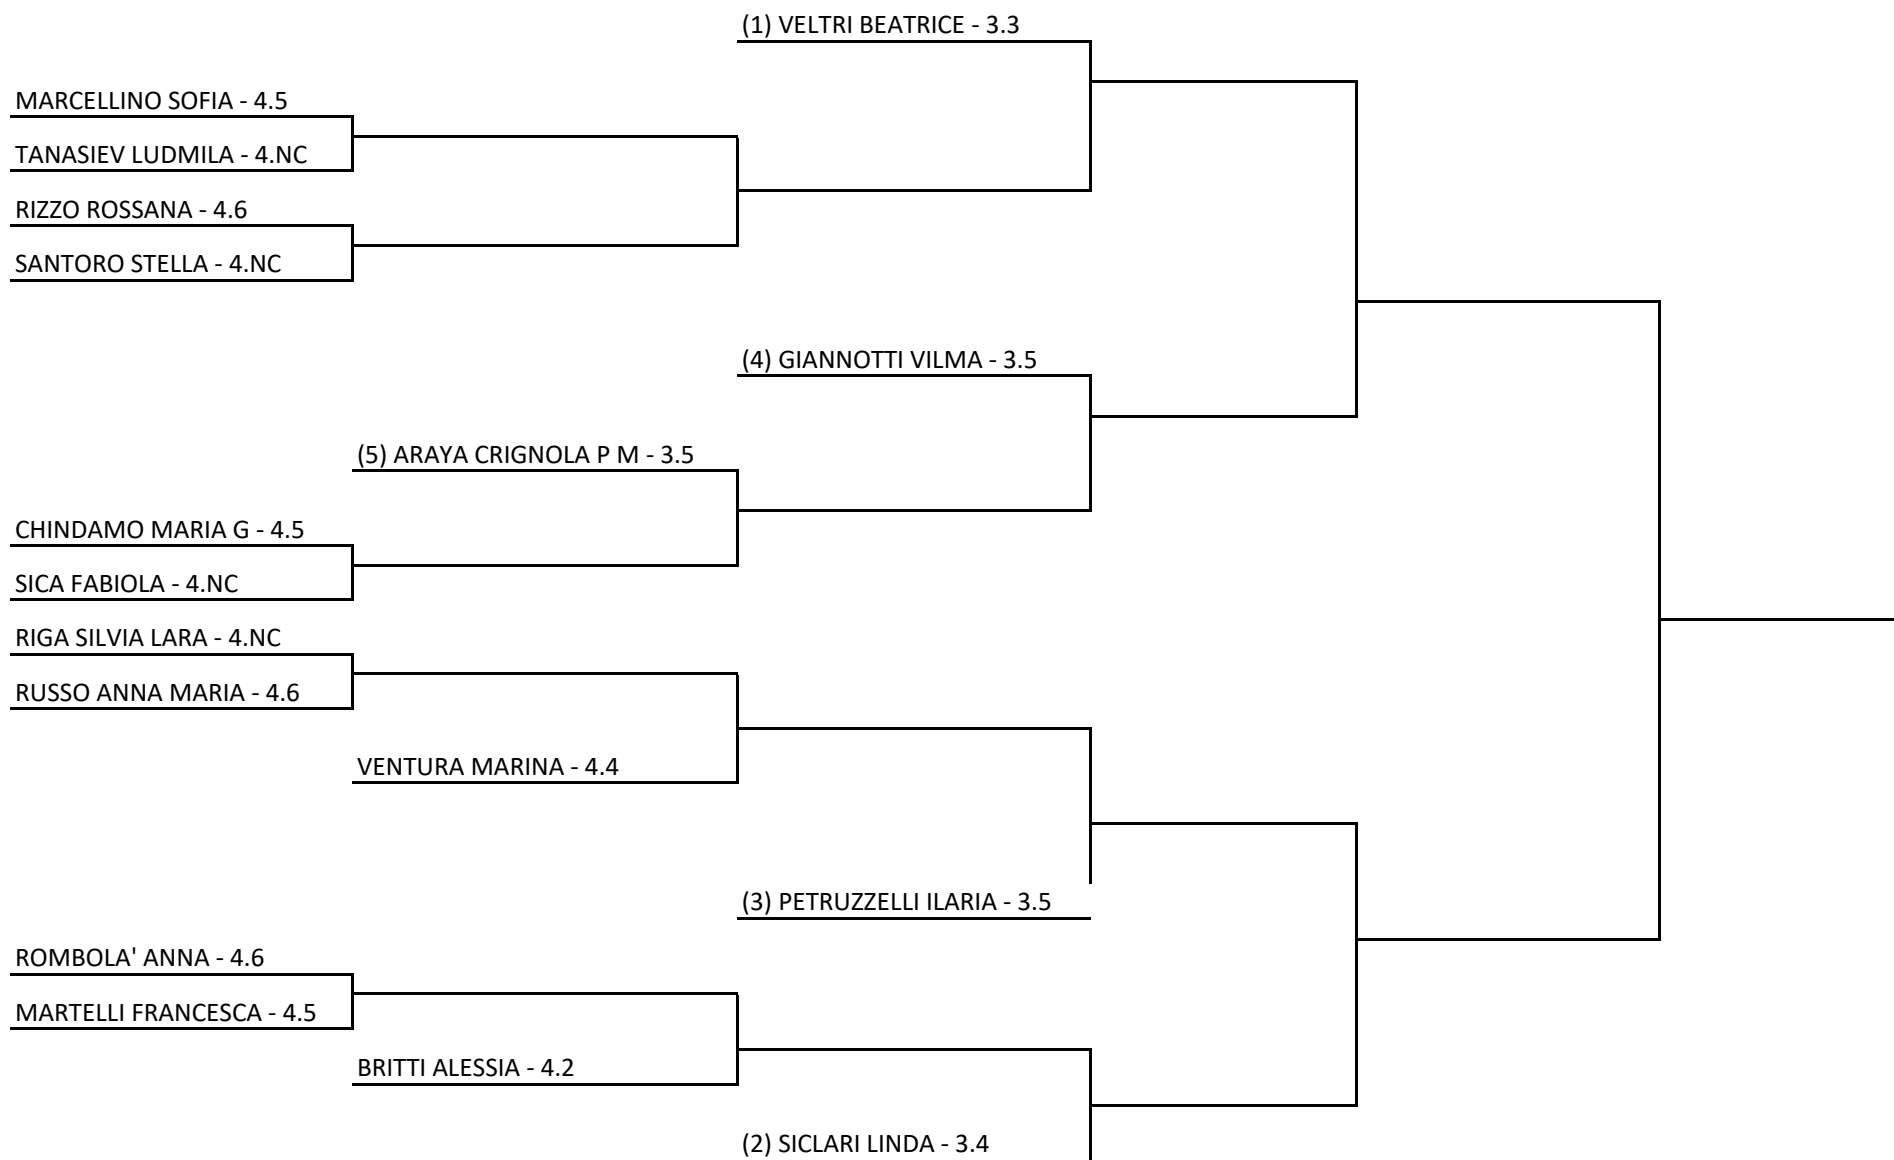 (1) VELTRI BEATRICE - 3.3
MARCELLINO SOFIA - 4.5
TANASIEV LUDMILA - 4.NC
RIZZO ROSSANA - 4.6
SANTORO STELLA - 4.NC
(4) GIANNOTTI VILMA - 3.5
(5) ARAYA CRIGNOLA P M - 3.5
CHINDAMO MARIA G - 4.5
SICA FABIOLA - 4.NC
RIGA SILVIA LARA - 4.NC
RUSSO ANNA MARIA - 4.6
VENTURA MARINA - 4.4
(3) PETRUZZELLI ILARIA - 3.5
ROMBOLA' ANNA - 4.6
MARTELLI FRANCESCA - 4.5
BRITTI ALESSIA - 4.2
(2) SICLARI LINDA - 3.4